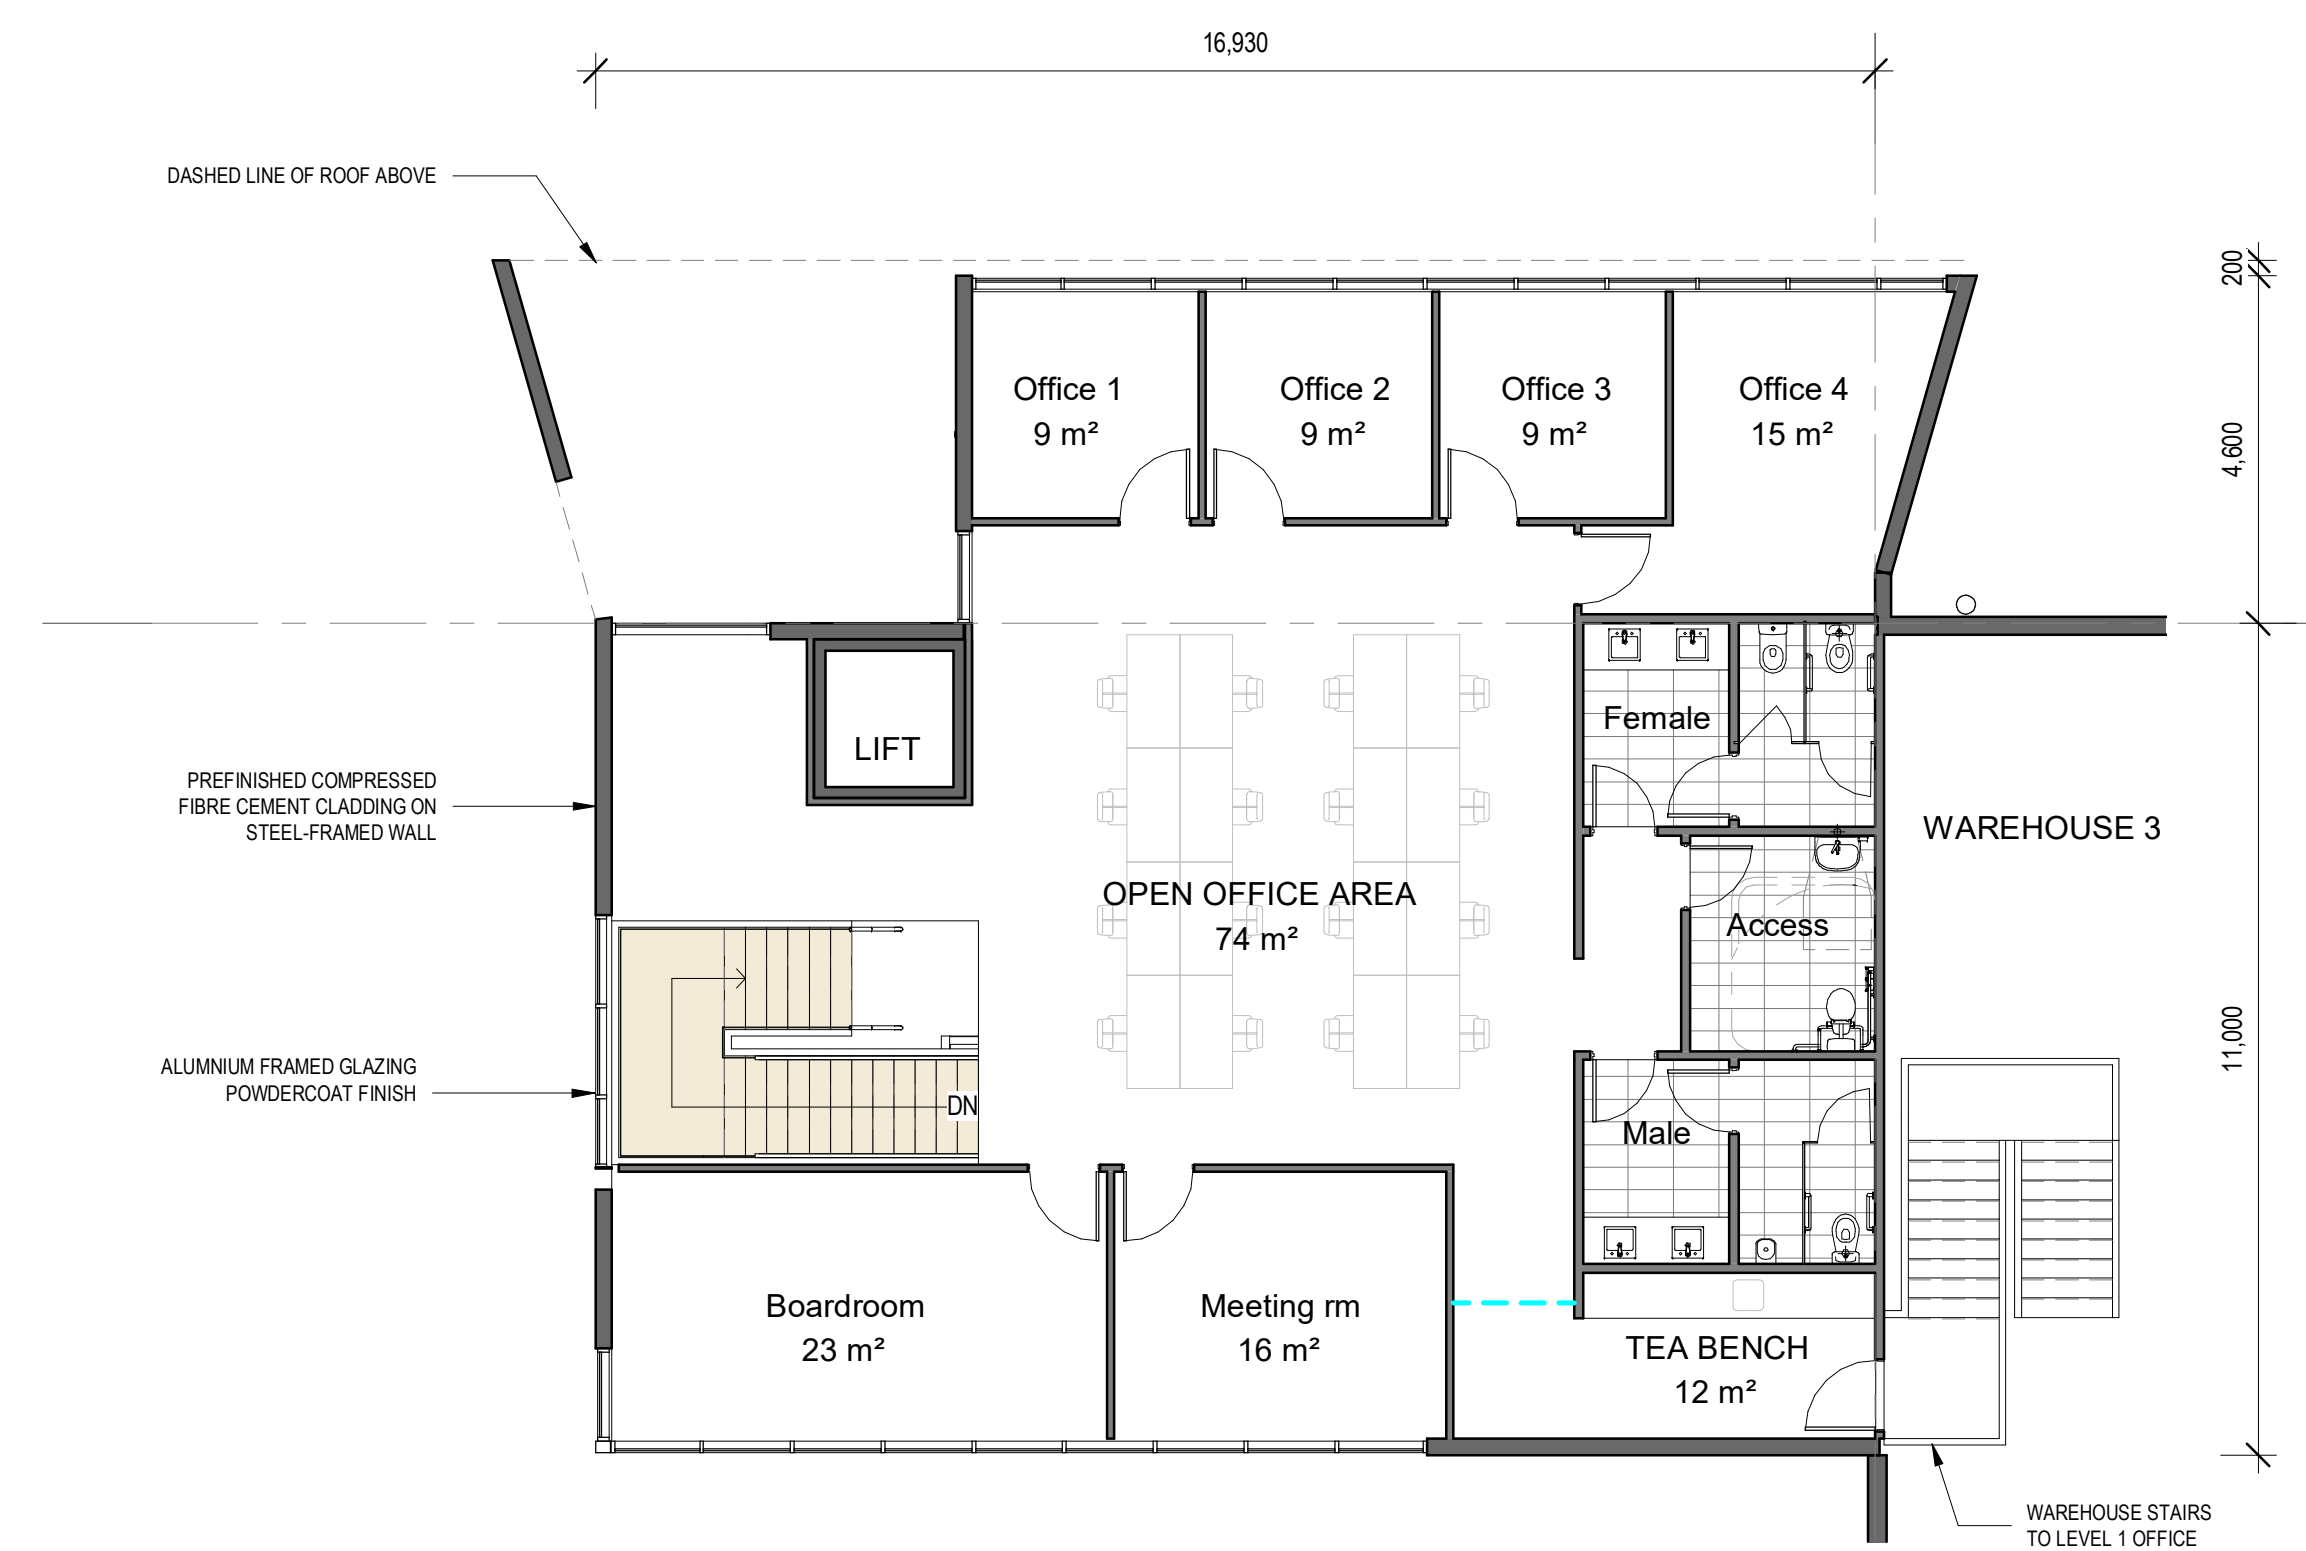 16,930
DASHED LINE OF ROOF ABOVE
200
Office 1
9 m²
Office 2
9 m²
Office 3
9 m²
Office 4
15 m²
4,600
LIFT
Female
PREFINISHED COMPRESSED
FIBRE CEMENT CLADDING ON
STEEL-FRAMED WALL
WAREHOUSE 3
OPEN OFFICE AREA
74 m²
Access
11,000
ALUMNIUM FRAMED GLAZING
POWDERCOAT FINISH
DN
Male
Boardroom
23 m²
Meeting rm
16 m²
TEA BENCH
12 m²
WAREHOUSE STAIRS
TO LEVEL 1 OFFICE